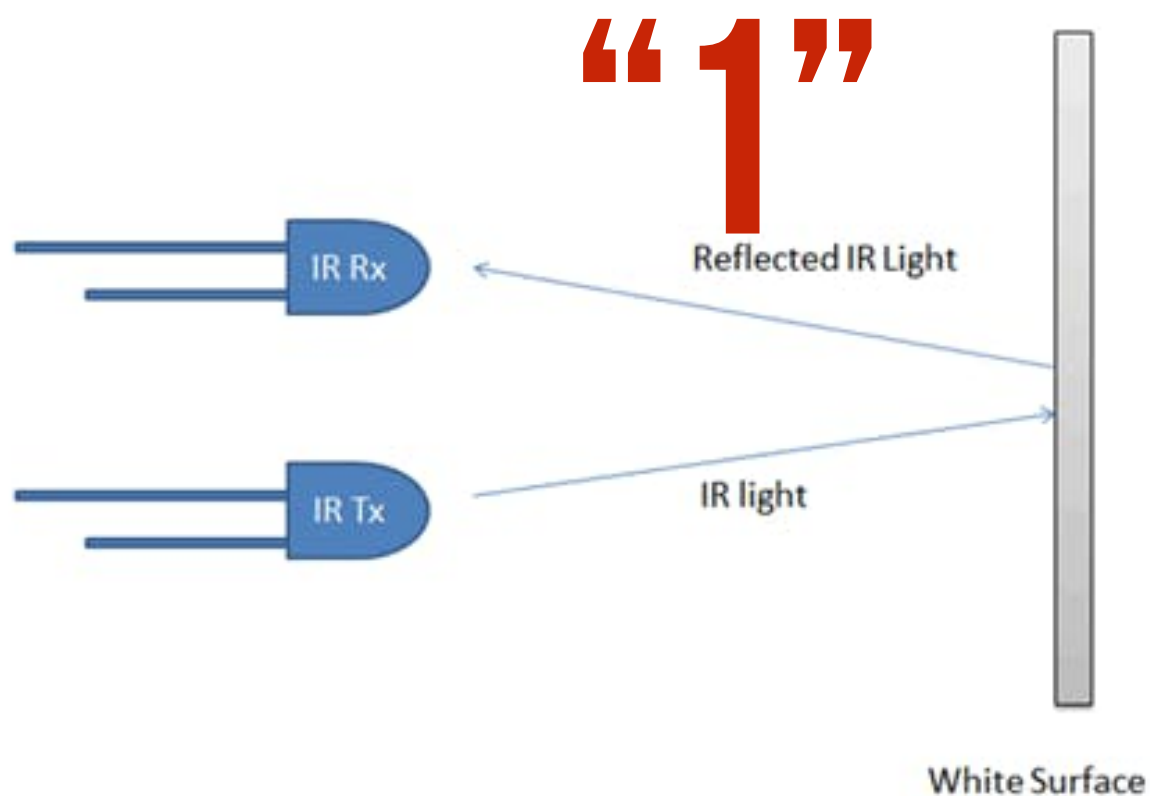 “1”
IR Rx
Reflected IR Light
IR Tx
IR light
White Surface